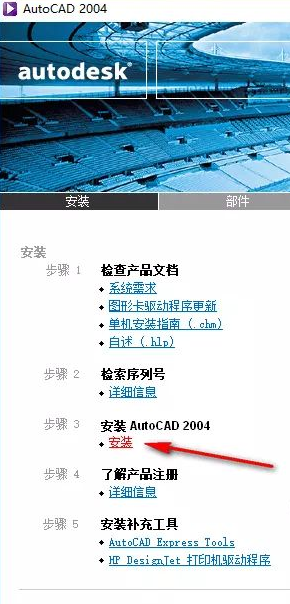 AutoCAD 2004
autodesk®
安装 部件
安装
步骤 1 检查产品文档
系统需求
图形卡驱动程序更新
单机安装指南 (.chm)
自述 (.hlp)
步骤 2 检索序列号
详细信息
步骤 3 安装 AutoCAD 2004
安装
步骤 4 了解产品注册
详细信息
步骤 5 安装补充工具
AutoCAD Express Tools
HP DesignJet 打印机驱动程序